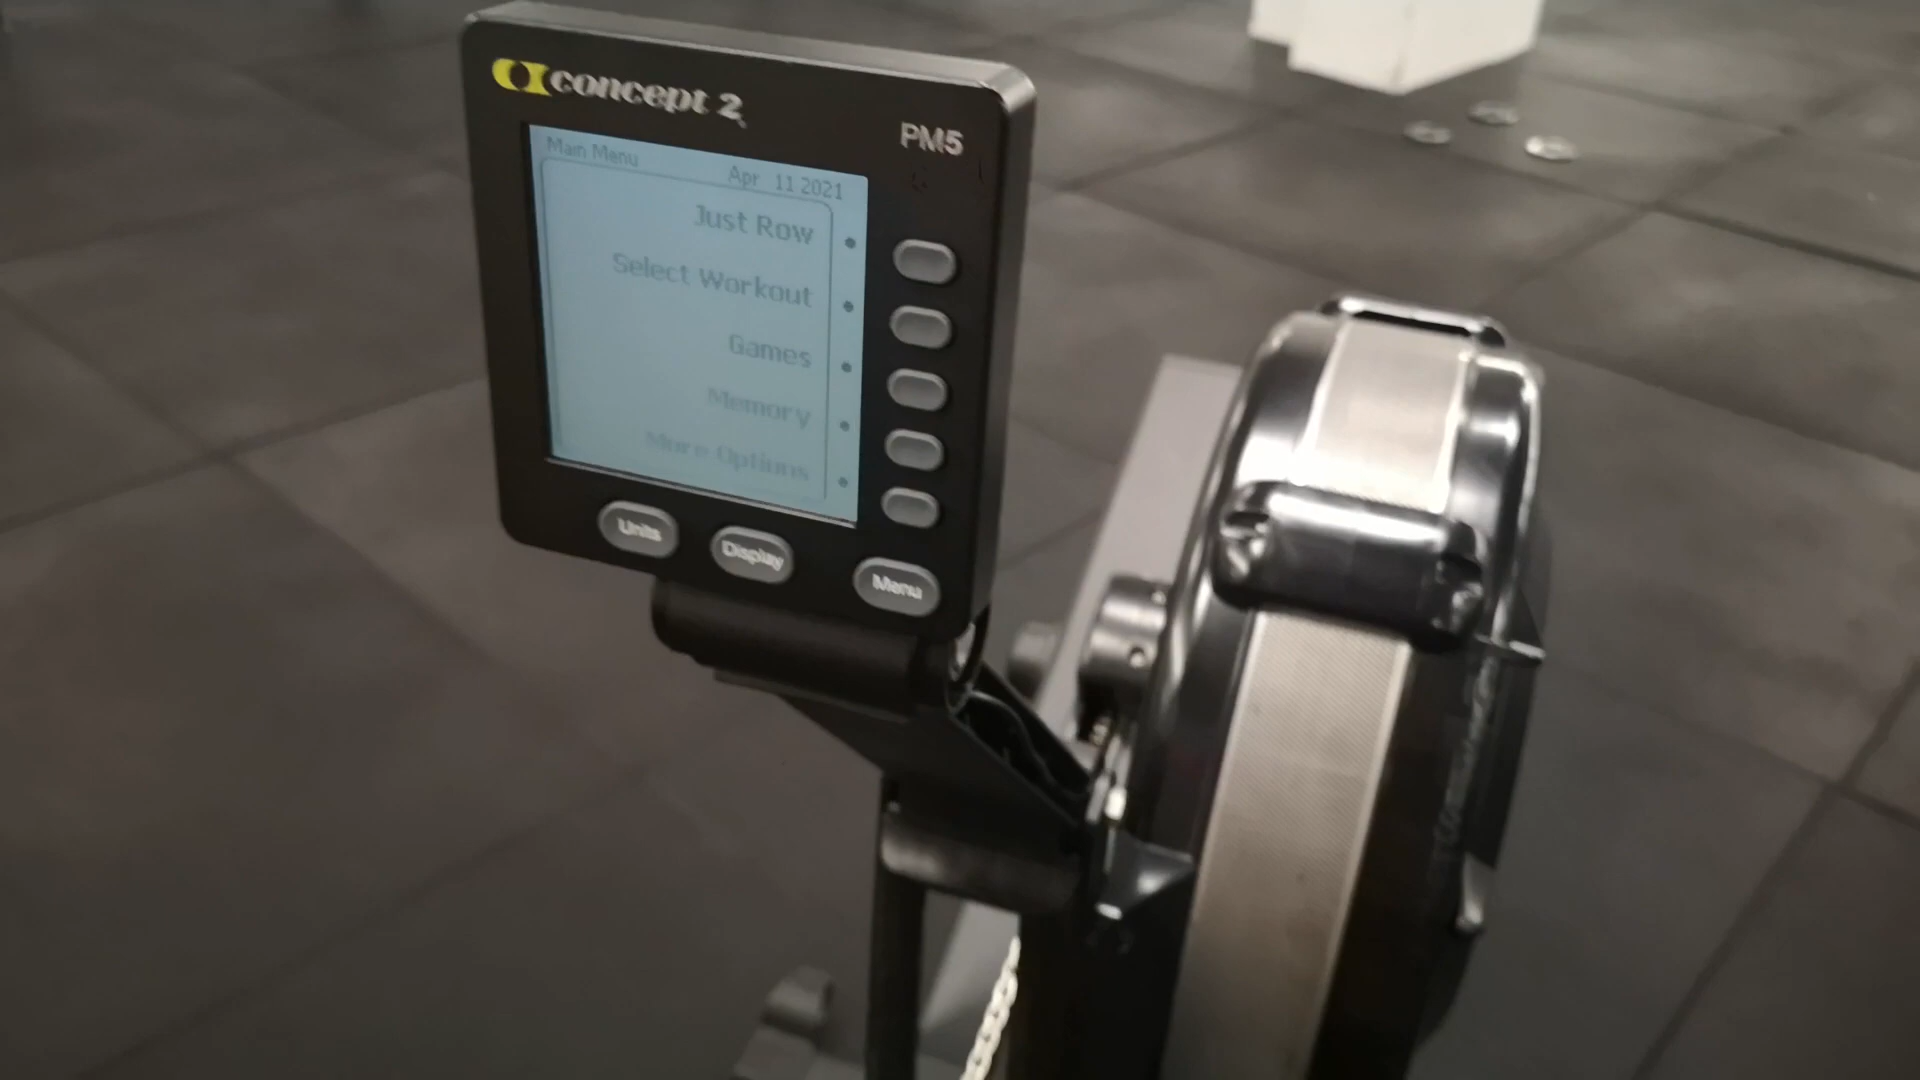 concept 2
PM5
Main Menu
Apr 11 2021
Just Row
Select Workout
Games
Memory
More Options
Units
Display
Menu